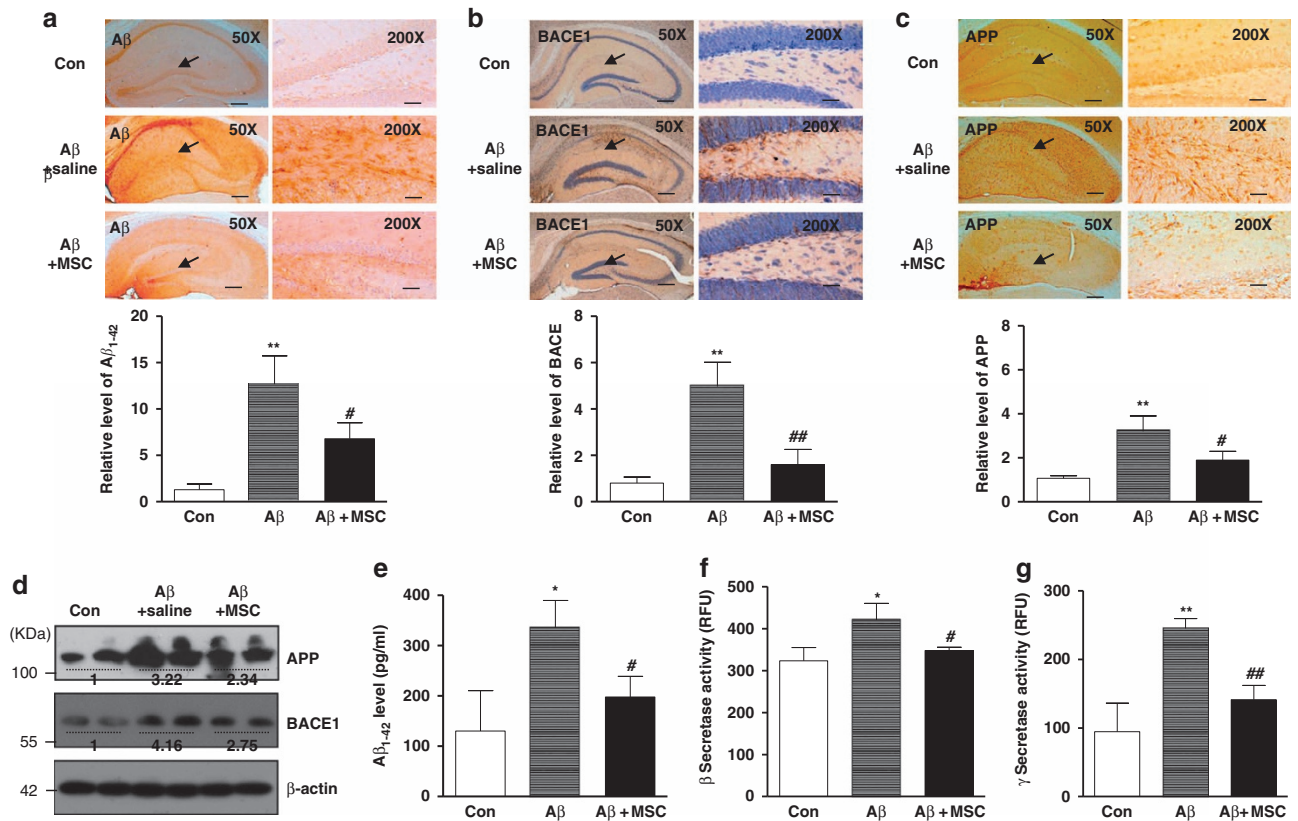 a
Con
Aβ
50X
200X
Aβ
+saline
β
Aβ
50X
200X
Aβ
+MSC
Aβ
50X
200X
Relative level of Aβ1-42
20
15
10
5
0
**
#
Con
Aβ
Aβ + MSC
b
Con
BACE1
50X
200X
Aβ
+saline
BACE1
50X
200X
Aβ
+MSC
BACE1
50X
200X
Relative level of BACE
8
6
4
2
0
**
##
Con
Aβ
Aβ + MSC
c
Con
APP
50X
200X
Aβ
+saline
APP
50X
200X
Aβ
+MSC
APP
50X
200X
Relative level of APP
8
6
4
2
0
**
#
Con
Aβ
Aβ + MSC
d
Con
Aβ
+saline
Aβ
+MSC
(KDa)
100
APP
1
3.22
2.34
55
BACE1
1
4.16
2.75
42
β-actin
e
Aβ1-42 level (pg/ml)
400
300
200
100
0
*
#
Con
Aβ
Aβ + MSC
f
β Secretase activity (RFU)
500
400
300
200
100
0
*
#
Con
Aβ
Aβ + MSC
g
γ Secretase activity (RFU)
300
200
100
0
**
##
Con
Aβ
Aβ+MSC